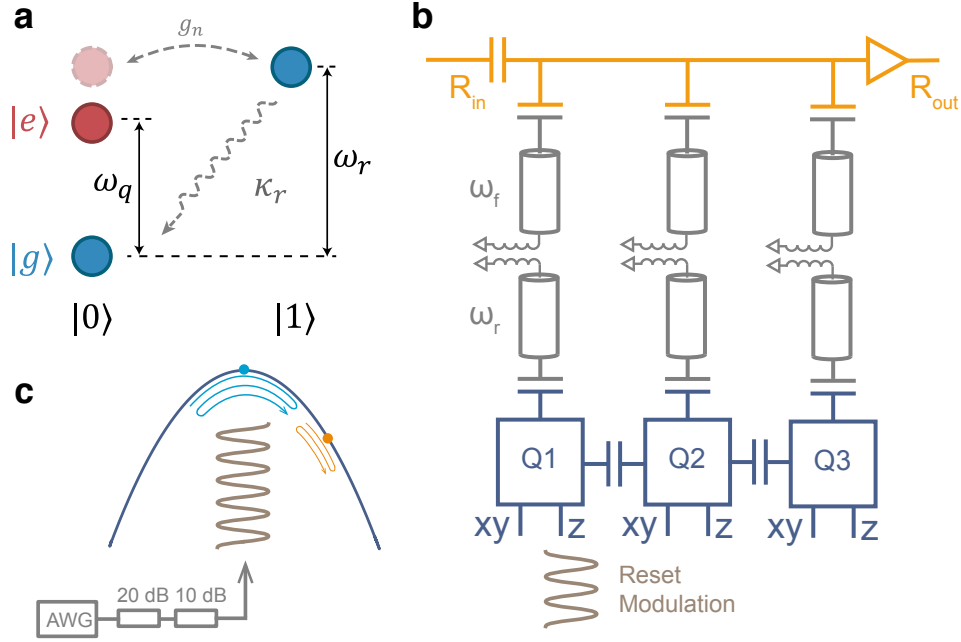 a
gₙ
|e⟩
ω_q
κ_r
ω_r
|g⟩
|0⟩ |1⟩
b
R_in
R_out
ω_f
ω_r
Q1 Q2 Q3
xy z xy z xy z
Reset
Modulation
c
20 dB 10 dB
AWG